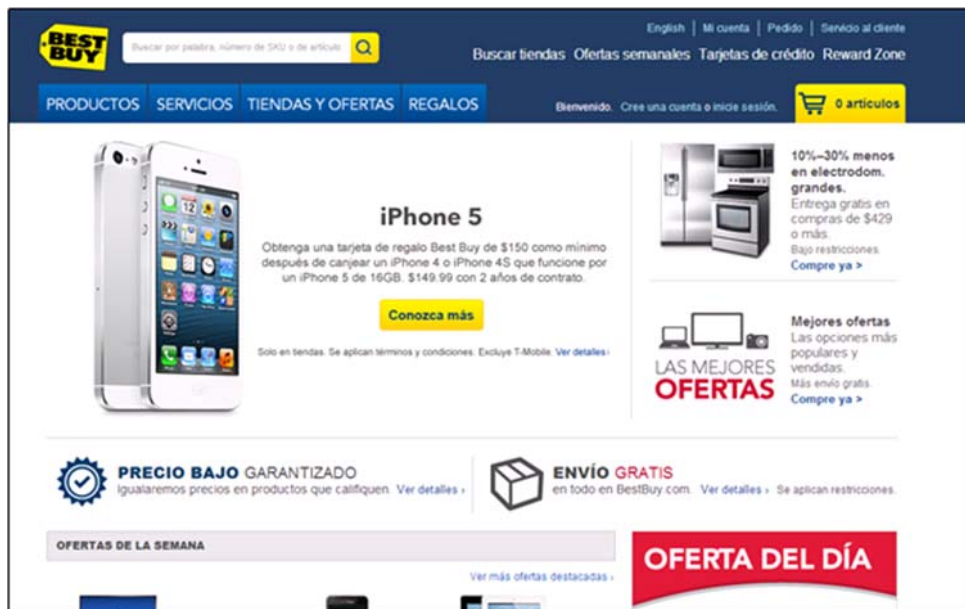 BEST
BUY
Buscar por palabra, número de SKU o de artículo
English | Mi cuenta | Pedido | Servicio al cliente
Buscar tiendas Ofertas semanales Tarjetas de crédito Reward Zone
PRODUCTOS SERVICIOS TIENDAS Y OFERTAS REGALOS
Bienvenido. Cree una cuenta o inicie sesión.
0 artículos
iPhone 5
Obtenga una tarjeta de regalo Best Buy de $150 como mínimo
después de canjear un iPhone 4 o iPhone 4S que funcione por
un iPhone 5 de 16GB. $149.99 con 2 años de contrato.
Conozca más
Solo en tiendas. Se aplican términos y condiciones. Excluye T-Mobile. Ver detalles ›
10%–30% menos
en electrodom.
grandes.
Entrega gratis en
compras de $429
o más.
Bajo restricciones.
Compre ya >
LAS MEJORES
OFERTAS
Mejores ofertas
Las opciones más
populares y
vendidas.
Más envío gratis.
Compre ya >
PRECIO BAJO GARANTIZADO
Igualaremos precios en productos que califiquen. Ver detalles ›
ENVÍO GRATIS
en todo en BestBuy.com. Ver detalles › Se aplican restricciones.
OFERTAS DE LA SEMANA
Ver más ofertas destacadas ›
OFERTA DEL DÍA